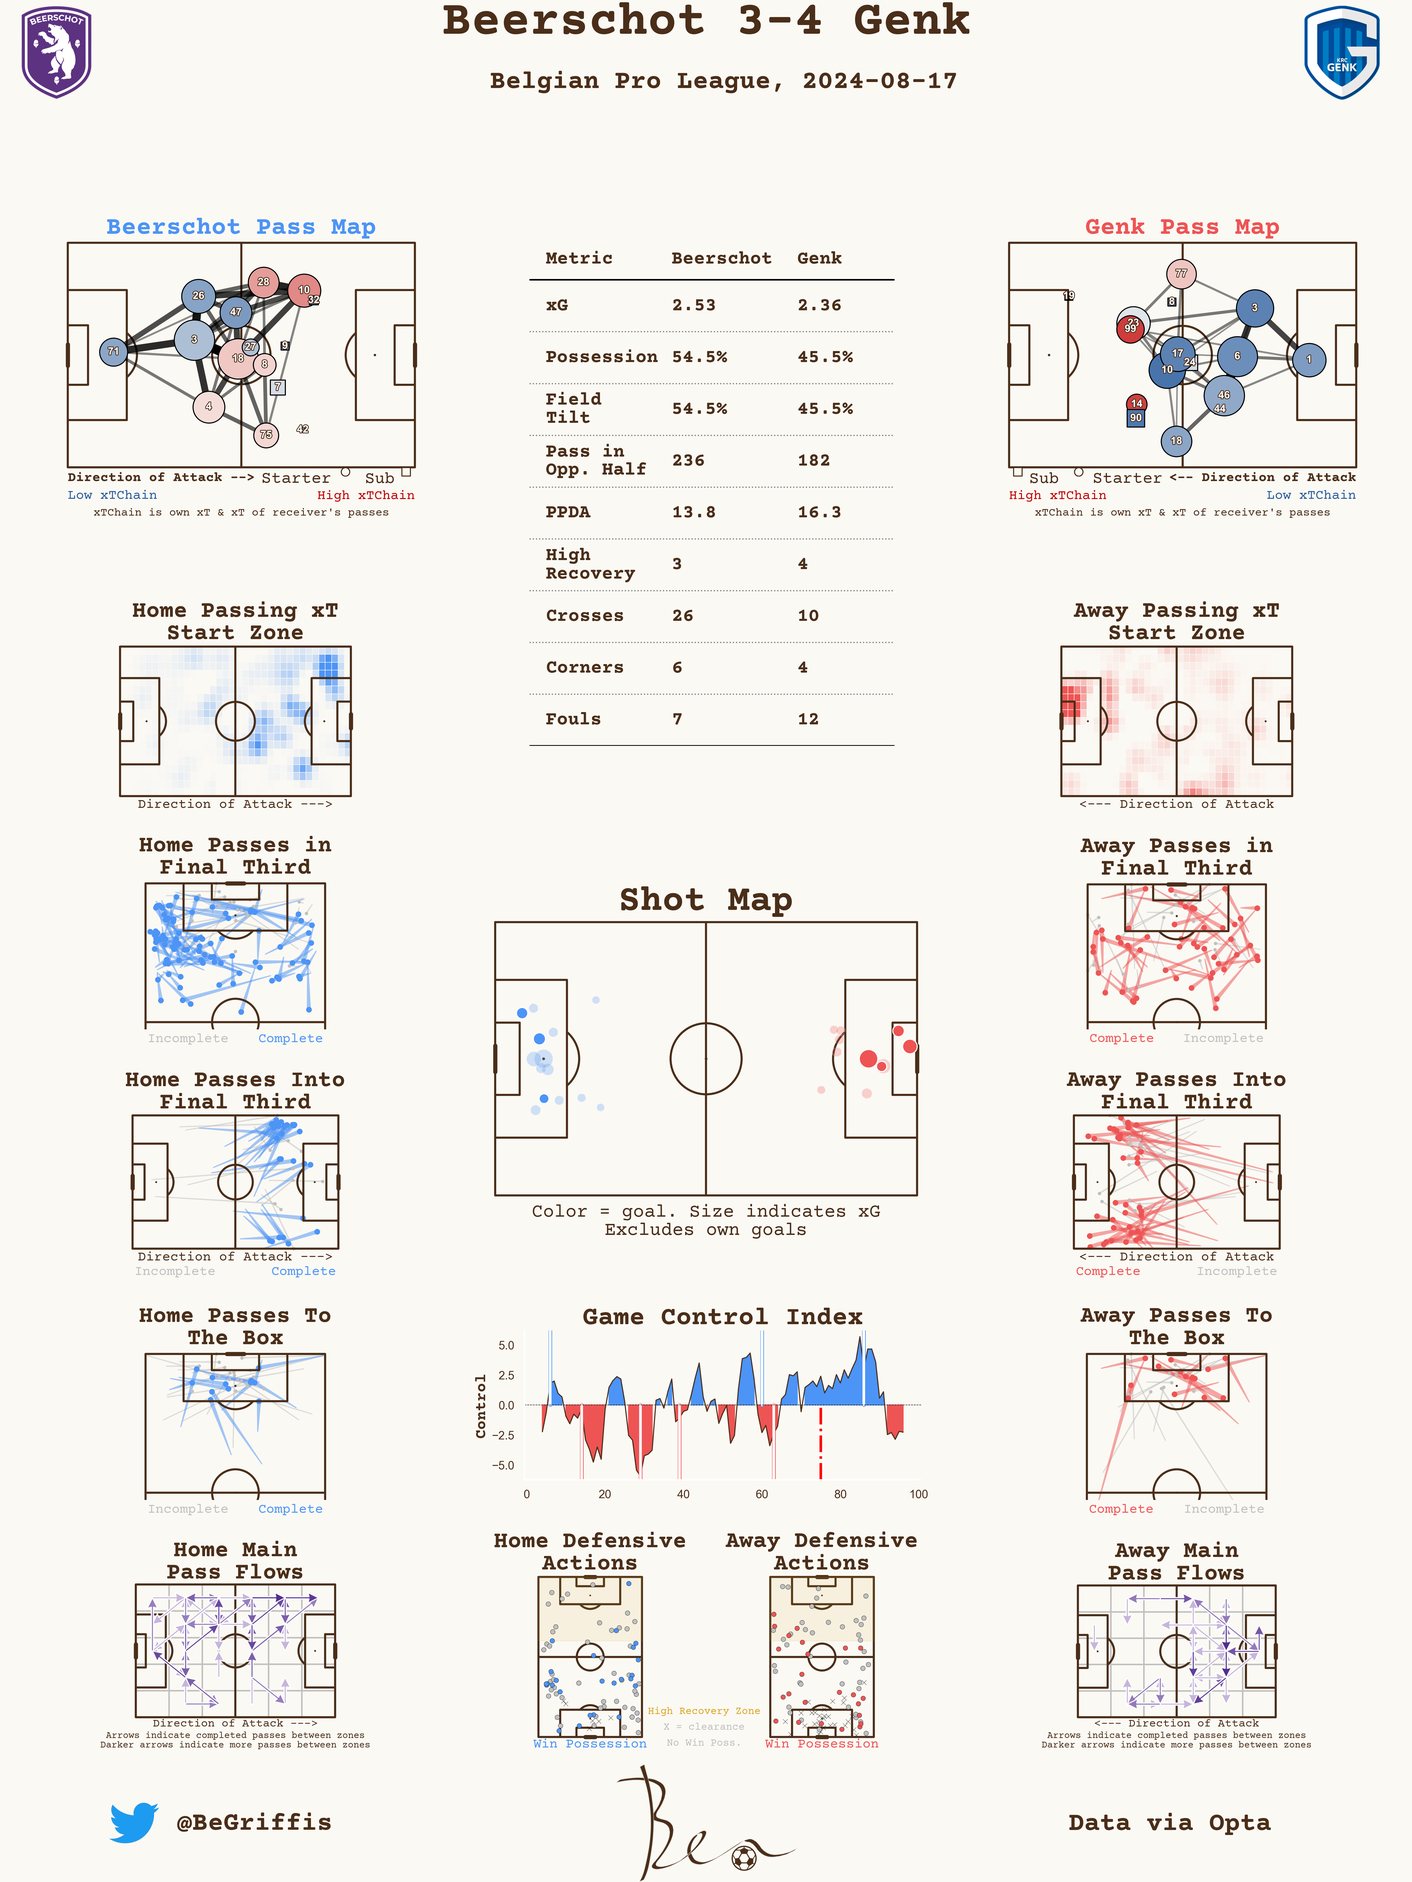 Beerschot 3-4 Genk
Belgian Pro League, 2024-08-17
BEERSCHOT
KRC
GENK
Beerschot Pass Map
26
28
10
32
47
3
71
27
18
8
9
7
4
75
42
Direction of Attack --> Starter Sub
Low xTChain High xTChain
xTChain is own xT & xT of receiver's passes
Metric Beerschot Genk
xG 2.53 2.36
Possession 54.5% 45.5%
Field
Tilt 54.5% 45.5%
Pass in
Opp. Half 236 182
PPDA 13.8 16.3
High
Recovery 3 4
Crosses 26 10
Corners 6 4
Fouls 7 12
Genk Pass Map
77
19
8
3
23
99
17
24
6
1
10
46
44
14
90
18
Sub Starter <-- Direction of Attack
High xTChain Low xTChain
xTChain is own xT & xT of receiver's passes
Home Passing xT
Start Zone
Direction of Attack --->
Away Passing xT
Start Zone
<--- Direction of Attack
Home Passes in
Final Third
Incomplete Complete
Away Passes in
Final Third
Complete Incomplete
Shot Map
Color = goal. Size indicates xG
Excludes own goals
Home Passes Into
Final Third
Direction of Attack --->
Incomplete Complete
Away Passes Into
Final Third
<--- Direction of Attack
Complete Incomplete
Home Passes To
The Box
Incomplete Complete
Game Control Index
Control
5.0
2.5
0.0
−2.5
−5.0
0 20 40 60 80 100
Away Passes To
The Box
Complete Incomplete
Home Main
Pass Flows
Direction of Attack --->
Arrows indicate completed passes between zones
Darker arrows indicate more passes between zones
Home Defensive
Actions
Win Possession
Away Defensive
Actions
Win Possession
High Recovery Zone
X = clearance
No Win Poss.
Away Main
Pass Flows
<--- Direction of Attack
Arrows indicate completed passes between zones
Darker arrows indicate more passes between zones
@BeGriffis
Ben
Data via Opta